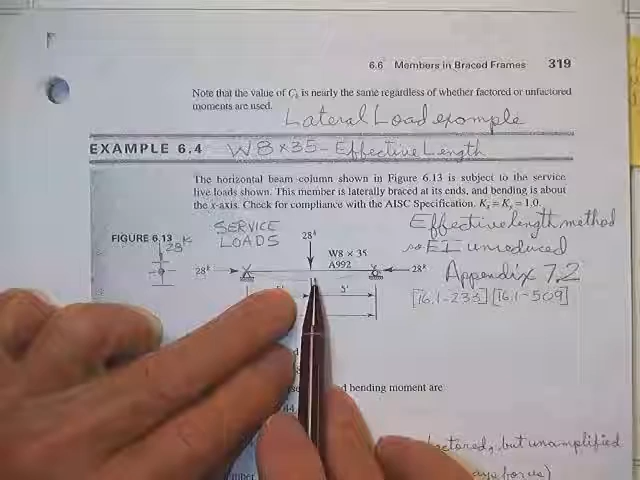 6.6 Members in Braced Frames 319
Note that the value of Cb is nearly the same regardless of whether factored or unfactored
moments are used.
Lateral Load example
EXAMPLE 6.4 W8×35 - Effective Length
The horizontal beam column shown in Figure 6.13 is subject to the service
live loads shown. This member is laterally braced at its ends, and bending is about
the x-axis. Check for compliance with the AISC Specification. Kx = Ky = 1.0.
FIGURE 6.13
28K
SERVICE
LOADS
28k
W8 × 35
A992
28k
28k
5'
5'
Effective length method
so EI unreduced
Appendix 7.2
[16.1-233] [16.1-509]
d bending moment are
factored, but unamplified